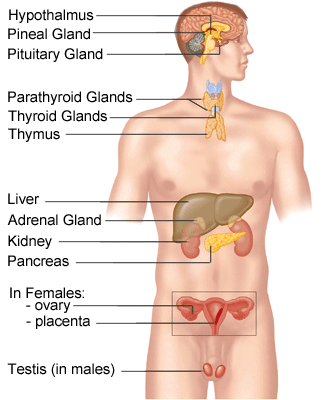 Hypothalmus
Pineal Gland
Pituitary Gland
Parathyroid Glands
Thyroid Glands
Thymus
Liver
Adrenal Gland
Kidney
Pancreas
In Females:
- ovary
- placenta
Testis (in males)